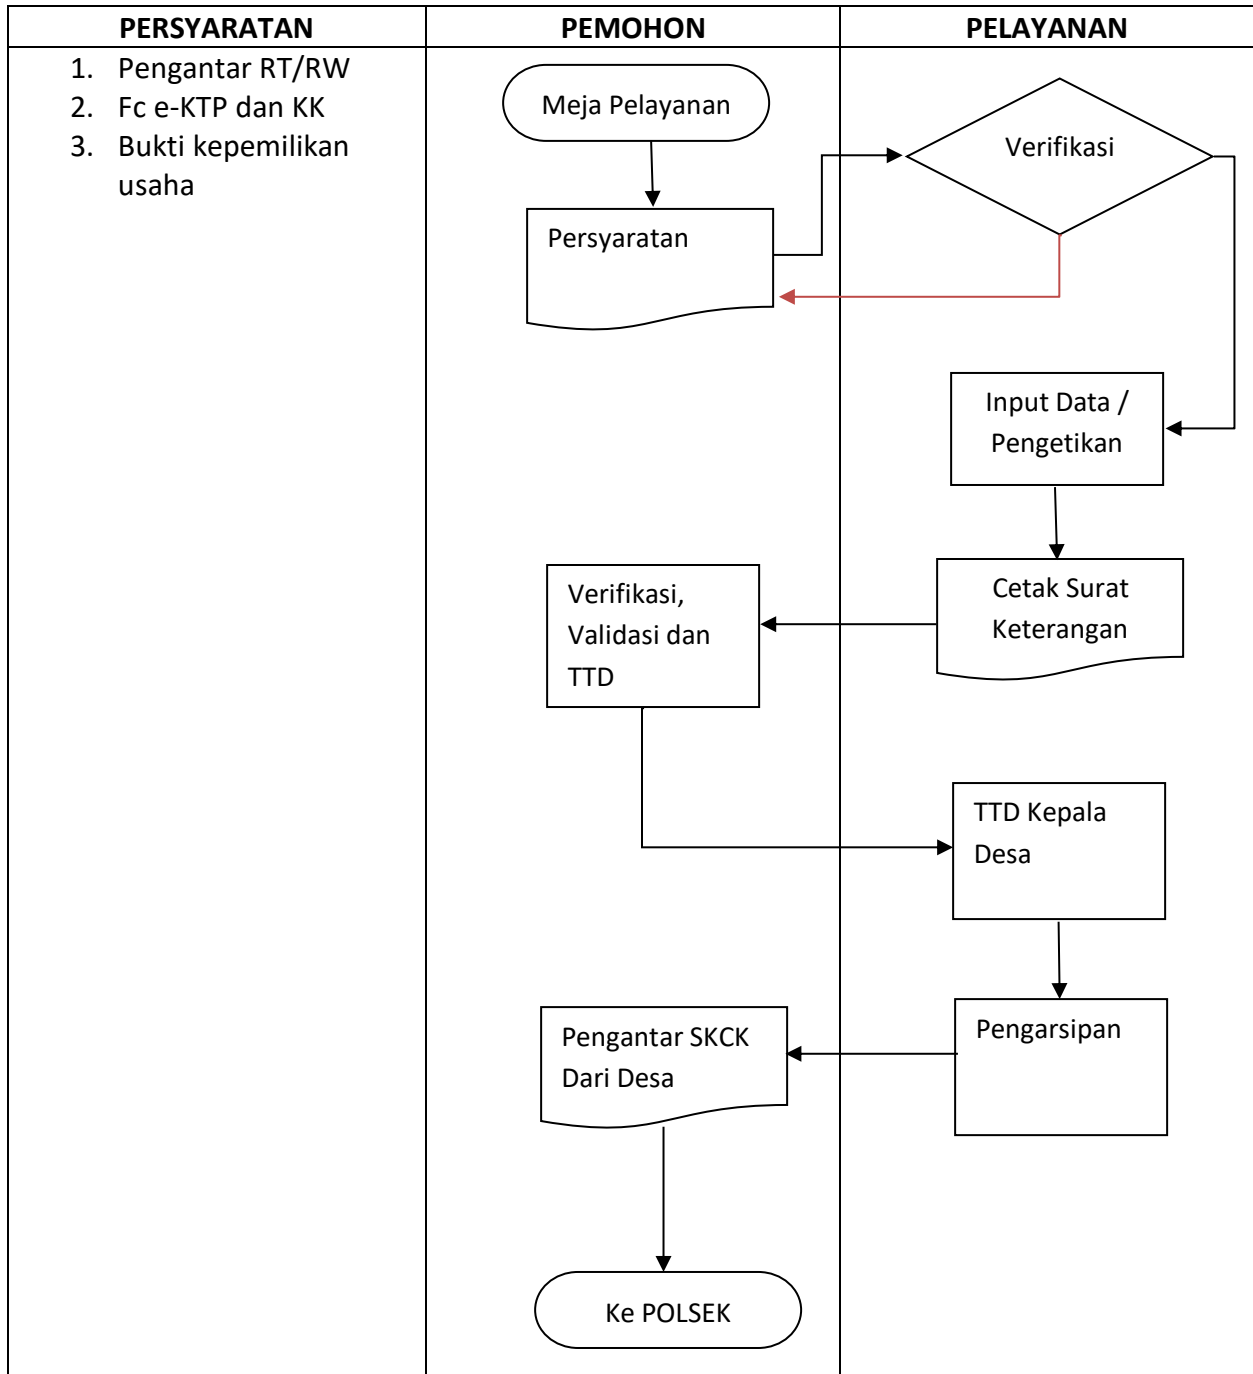 PERSYARATAN
PEMOHON
PELAYANAN
1. Pengantar RT/RW
2. Fc e-KTP dan KK
3. Bukti kepemilikan
usaha
Meja Pelayanan
Persyaratan
Verifikasi
Input Data /
Pengetikan
Cetak Surat
Keterangan
Verifikasi,
Validasi dan
TTD
TTD Kepala
Desa
Pengarsipan
Pengantar SKCK
Dari Desa
Ke POLSEK